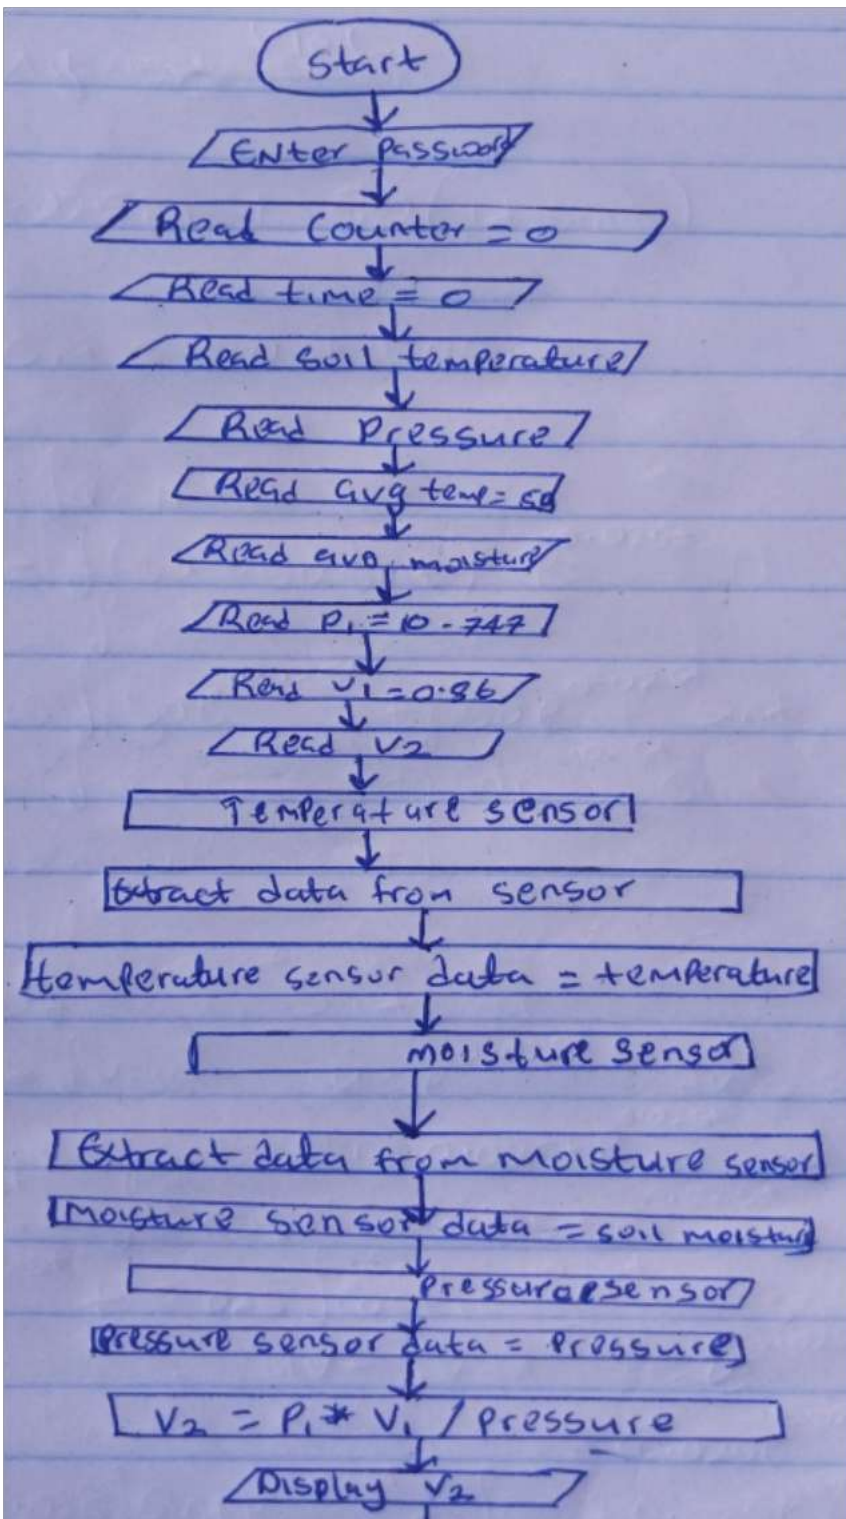 Start
Enter password
Read Counter = 0
Read time = 0
Read soil temperature
Read Pressure
Read avg temp = 50
Read avg moisture
Read P1 = 10.747
Read V1 = 0.86
Read V2
Temperature sensor
Extract data from sensor
temperature sensor data = temperature
moisture sensor
Extract data from moisture sensor
Moisture sensor data = soil moisture
Pressure sensor
Pressure sensor data = Pressure
V2 = P1 * V1 / pressure
Display V2